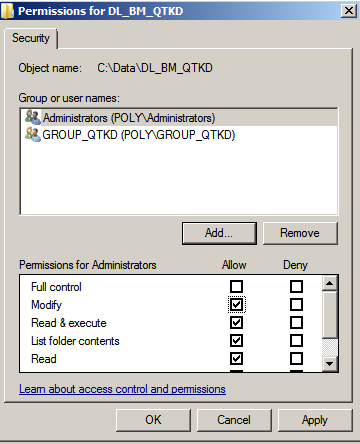 Permissions for DL_BM_QTKD
Security
Object name: C:\Data\DL_BM_QTKD
Group or user names:
Administrators (POLY\Administrators)
GROUP_QTKD (POLY\GROUP_QTKD)
Add... Remove
Permissions for Administrators Allow Deny
Full control
Modify
Read & execute
List folder contents
Read
Learn about access control and permissions
OK Cancel Apply